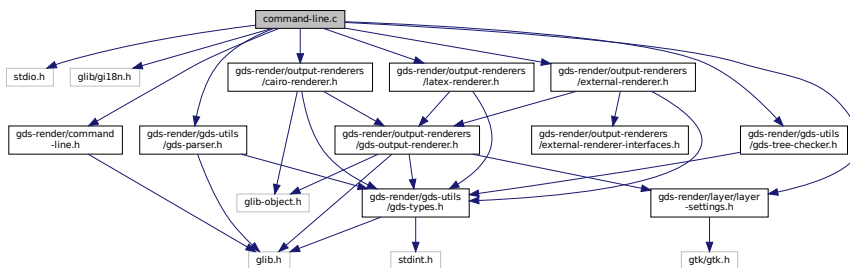 command-line.c
stdio.h
glib/gi18n.h
gds-render/output-renderers
/cairo-renderer.h
gds-render/output-renderers
/latex-renderer.h
gds-render/output-renderers
/external-renderer.h
gds-render/command
-line.h
gds-render/gds-utils
/gds-parser.h
gds-render/output-renderers
/gds-output-renderer.h
gds-render/output-renderers
/external-renderer-interfaces.h
gds-render/gds-utils
/gds-tree-checker.h
glib-object.h
gds-render/gds-utils
/gds-types.h
gds-render/layer/layer
-settings.h
glib.h
stdint.h
gtk/gtk.h